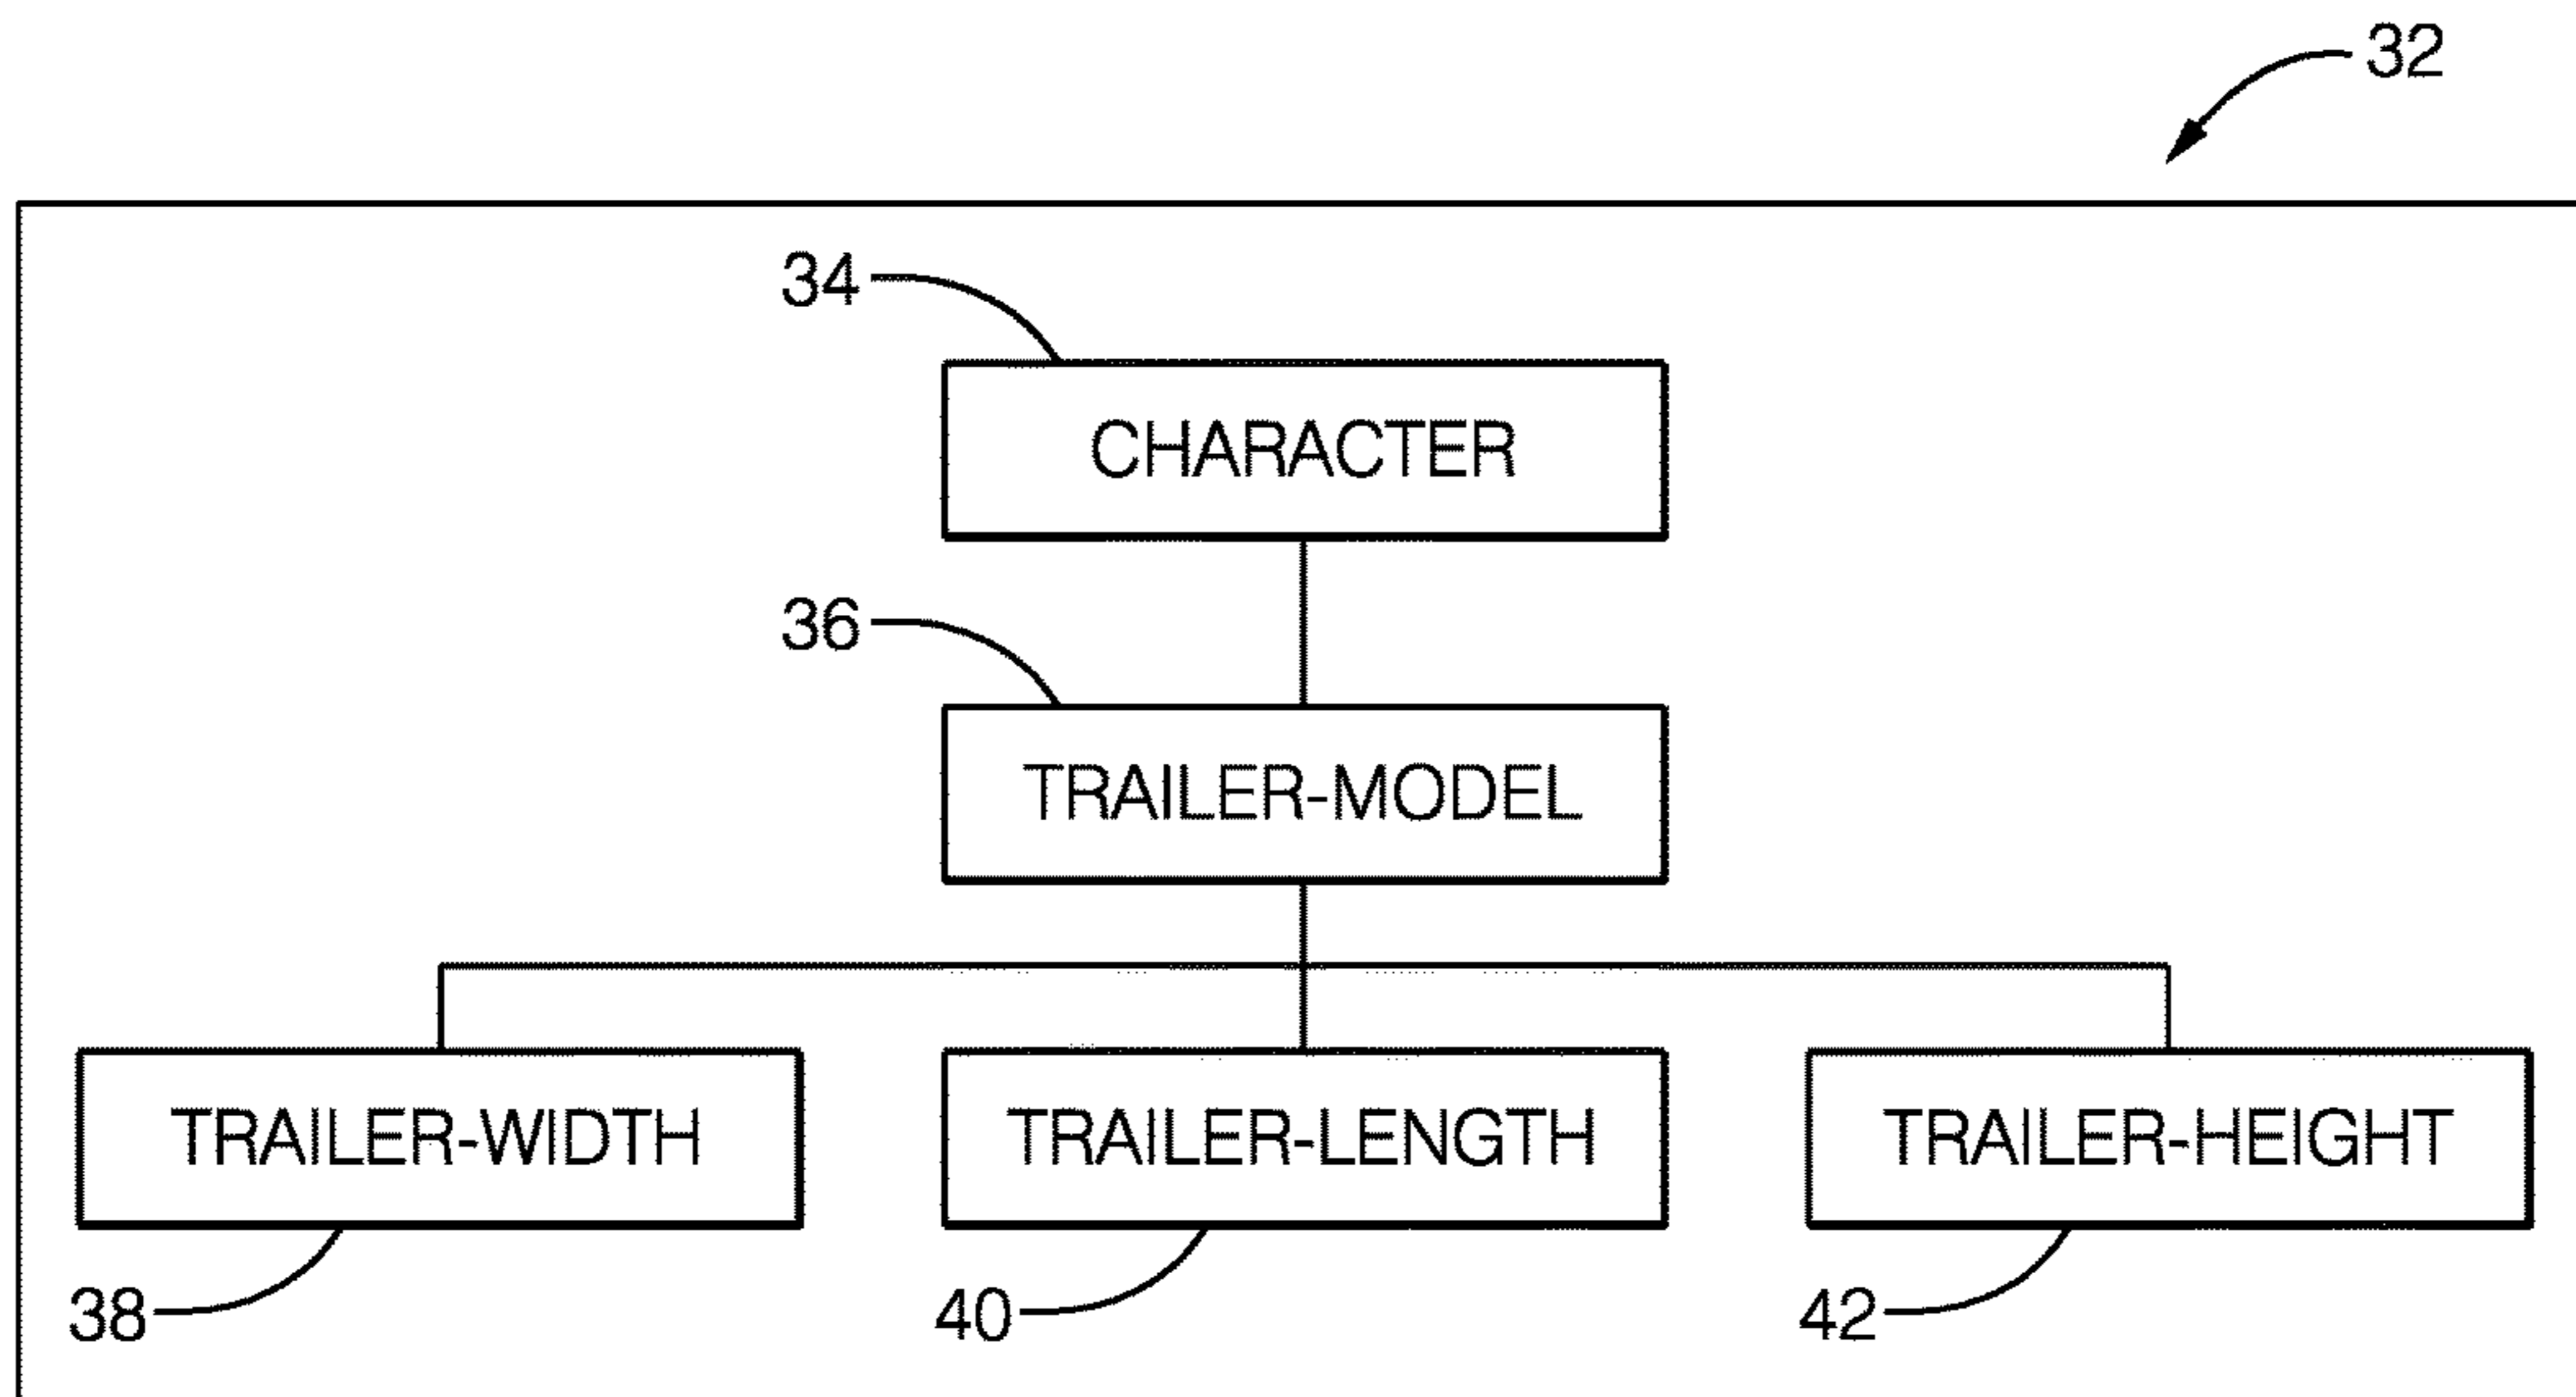 32
34
CHARACTER
36
TRAILER-MODEL
TRAILER-WIDTH TRAILER-LENGTH TRAILER-HEIGHT
38 40 42